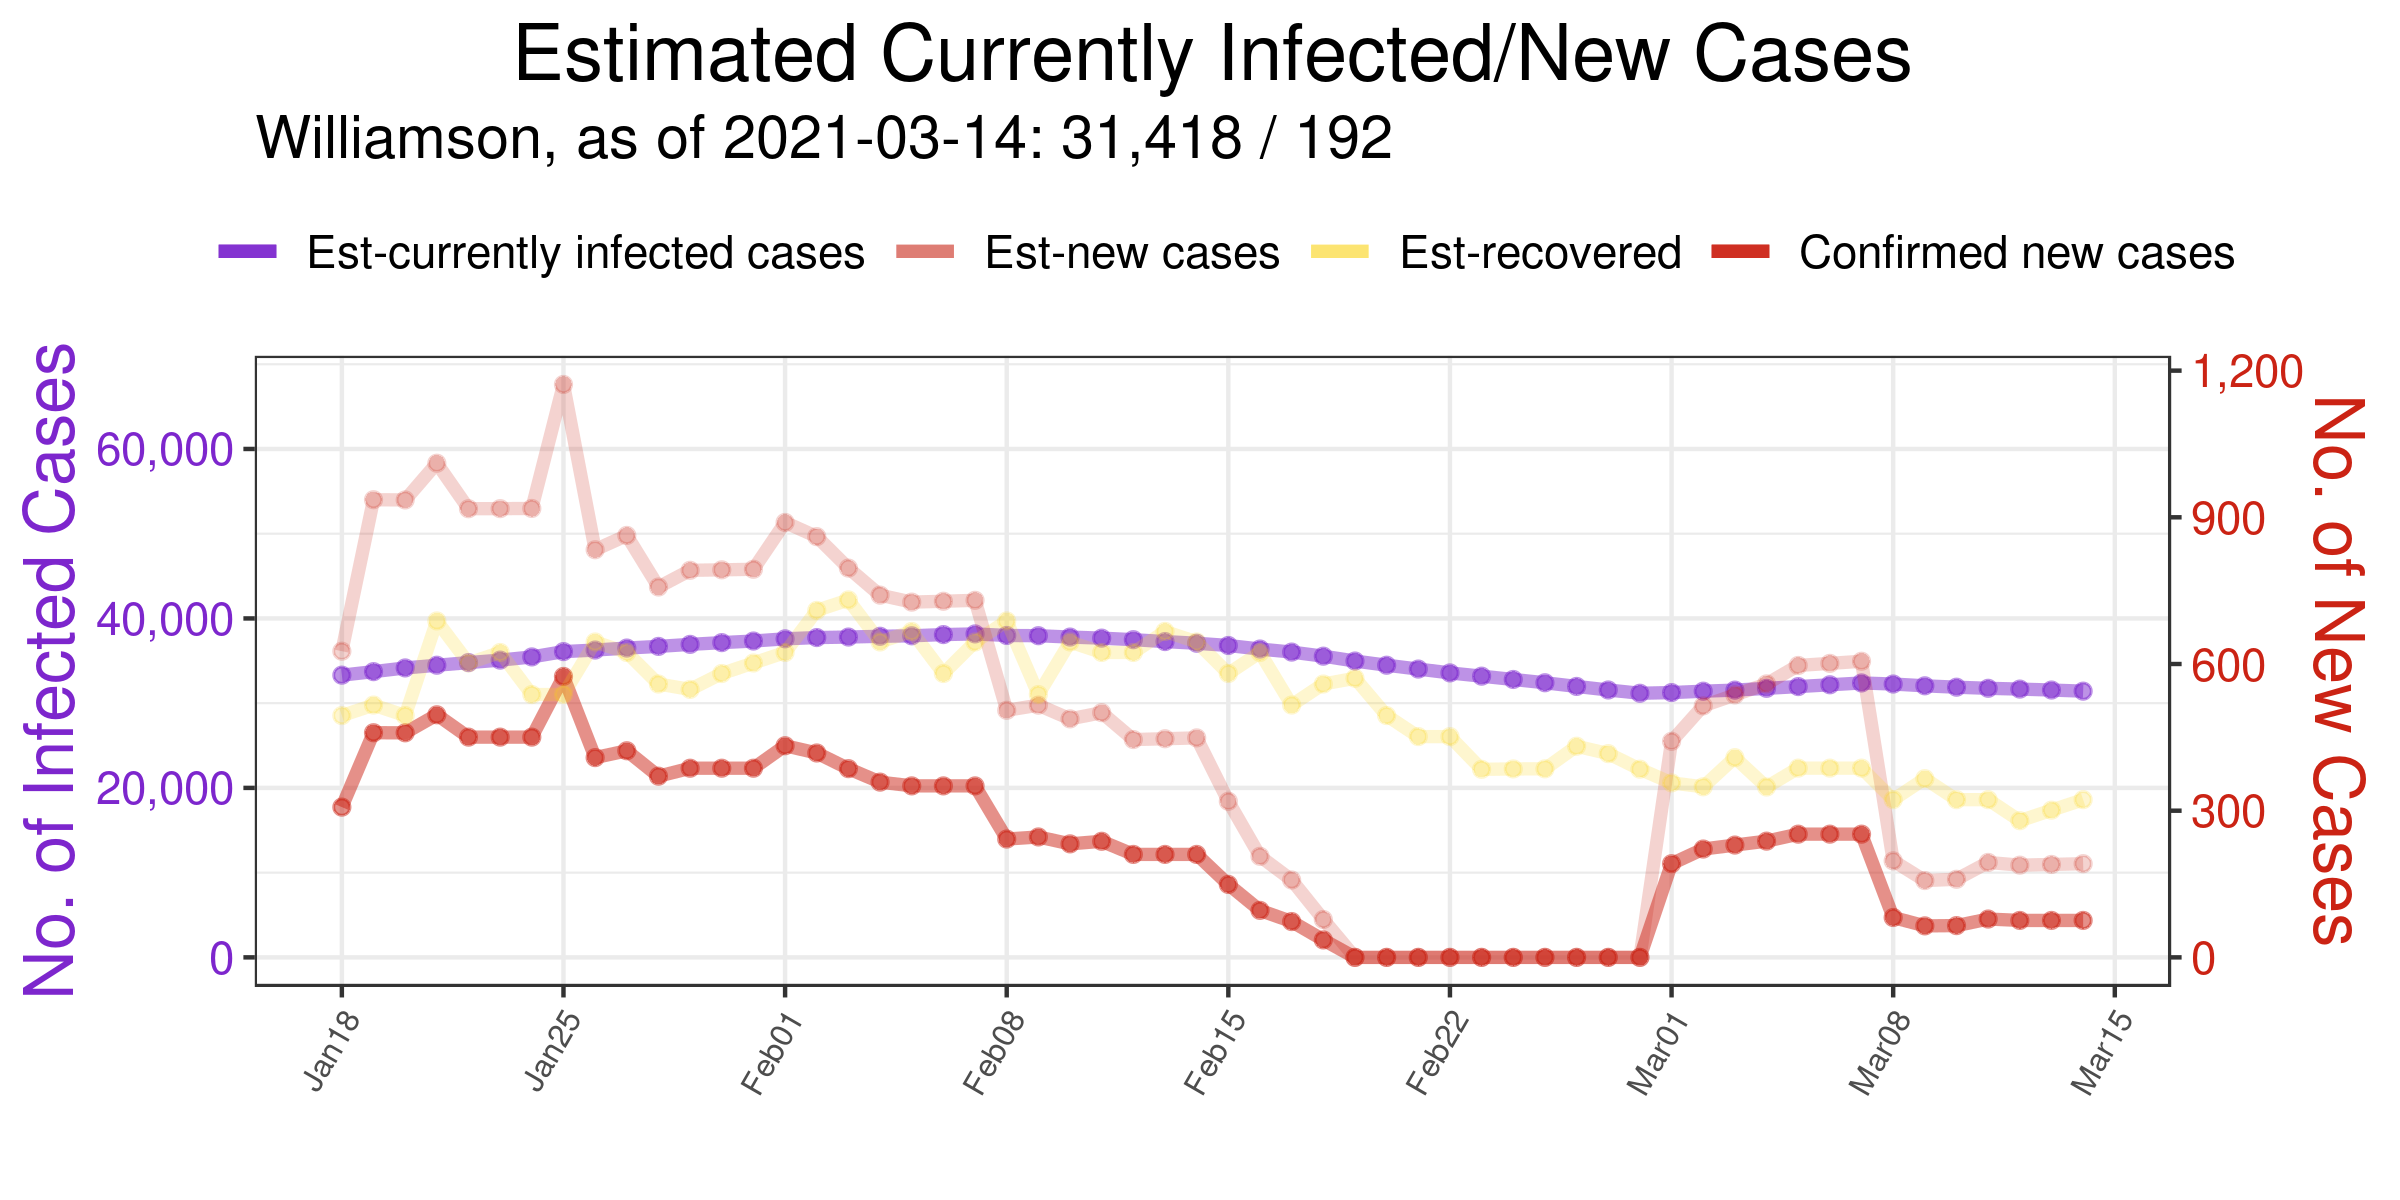 Estimated Currently Infected/New Cases
Williamson, as of 2021-03-14: 31,418 / 192
Est-currently infected cases Est-new cases Est-recovered Confirmed new cases
No. of Infected Cases
60,000
40,000
20,000
0
1,200
900
600
300
0
No. of New Cases
Jan18 Jan25 Feb01 Feb08 Feb15 Feb22 Mar01 Mar08 Mar15